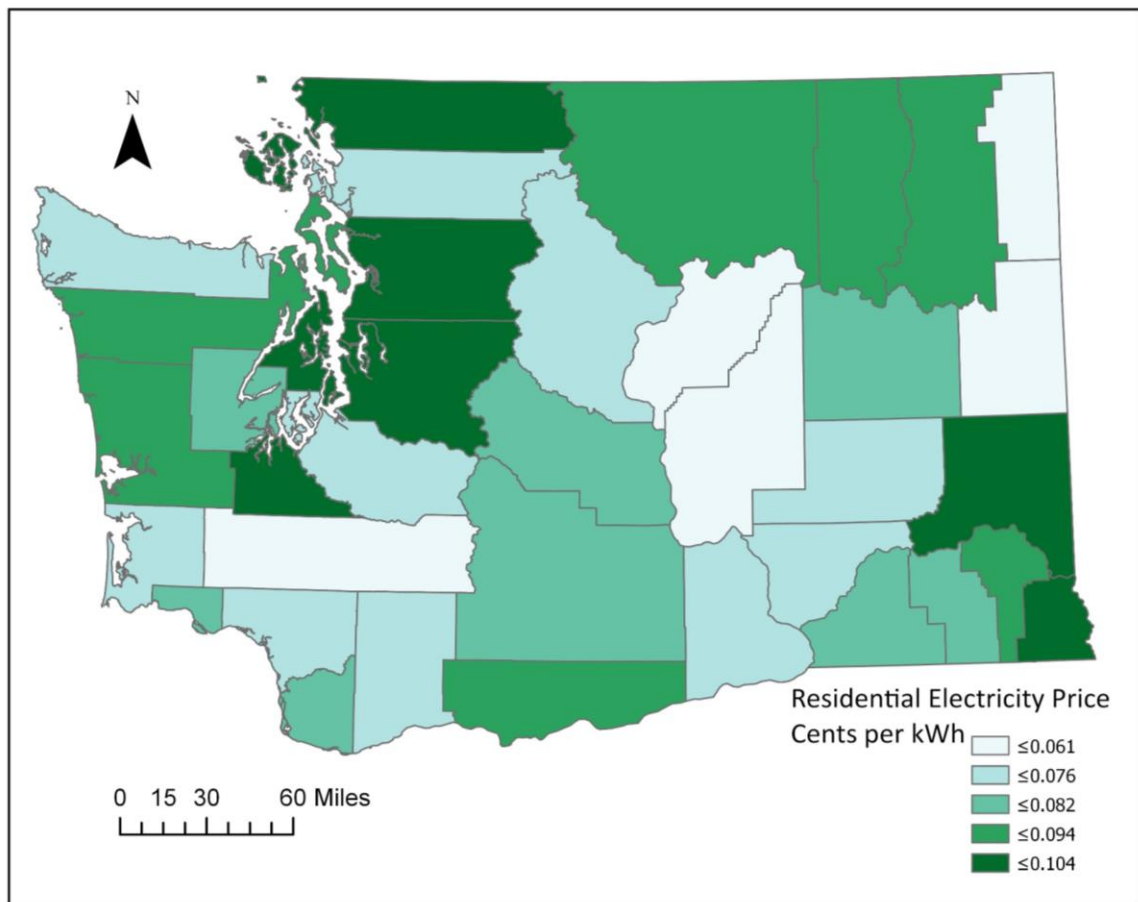 N
Residential Electricity Price
Cents per kWh
≤0.061
≤0.076
≤0.082
≤0.094
≤0.104
0 15 30 60 Miles